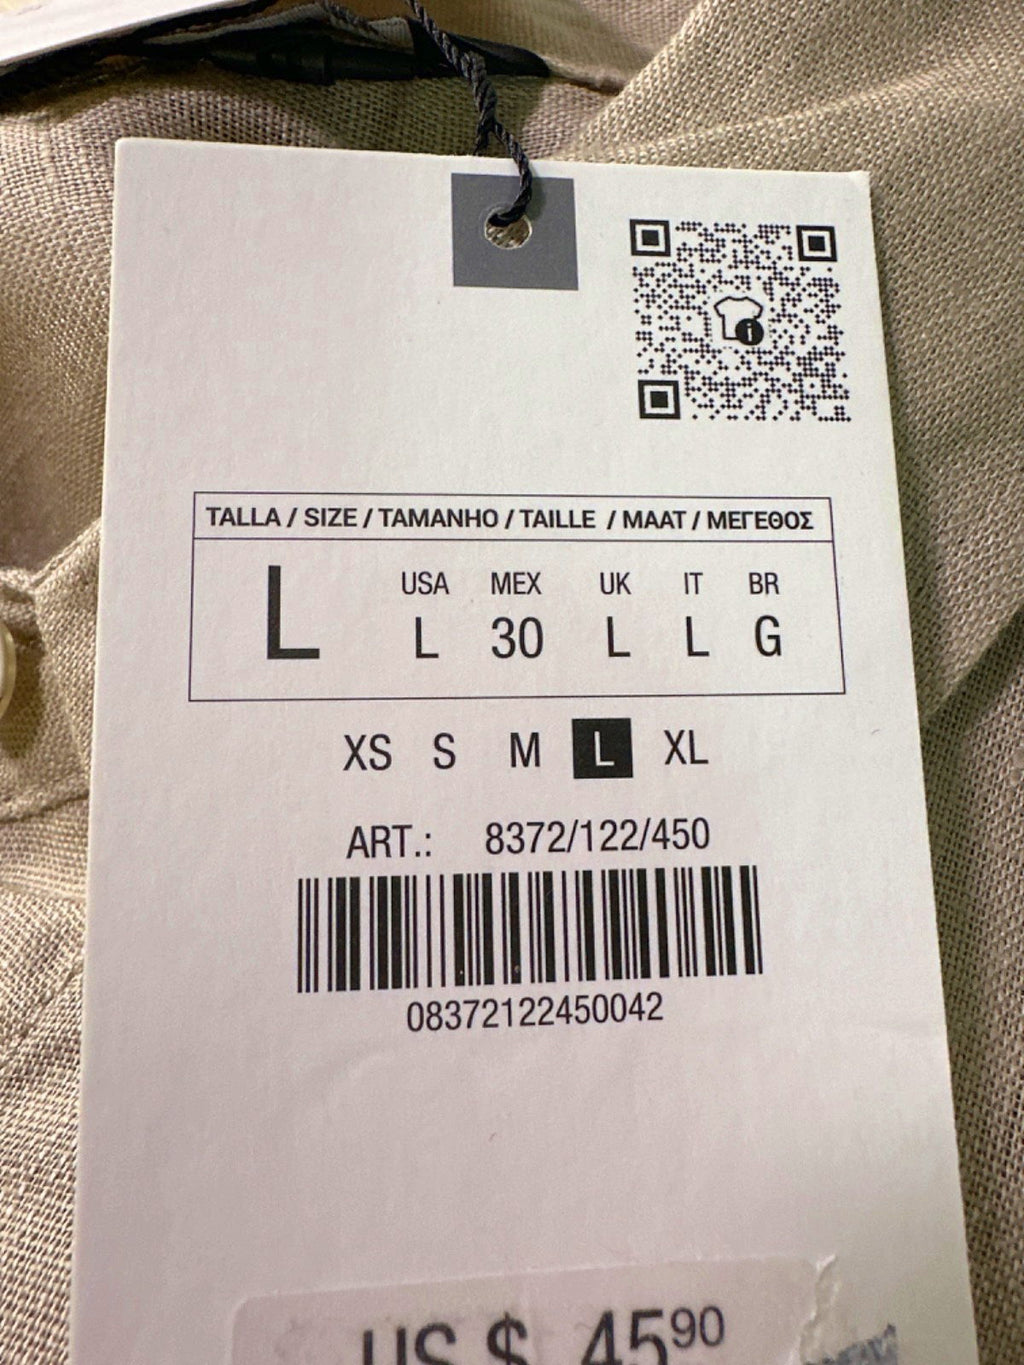 TALLA / SIZE / TAMANHO / TAILLE / MAAT / ΜΕΓΕΘΟΣ
USA MEX UK IT BR
L L 30 L L G
XS S M L XL
ART.: 8372/122/450
08372122450042
US $ 45 90